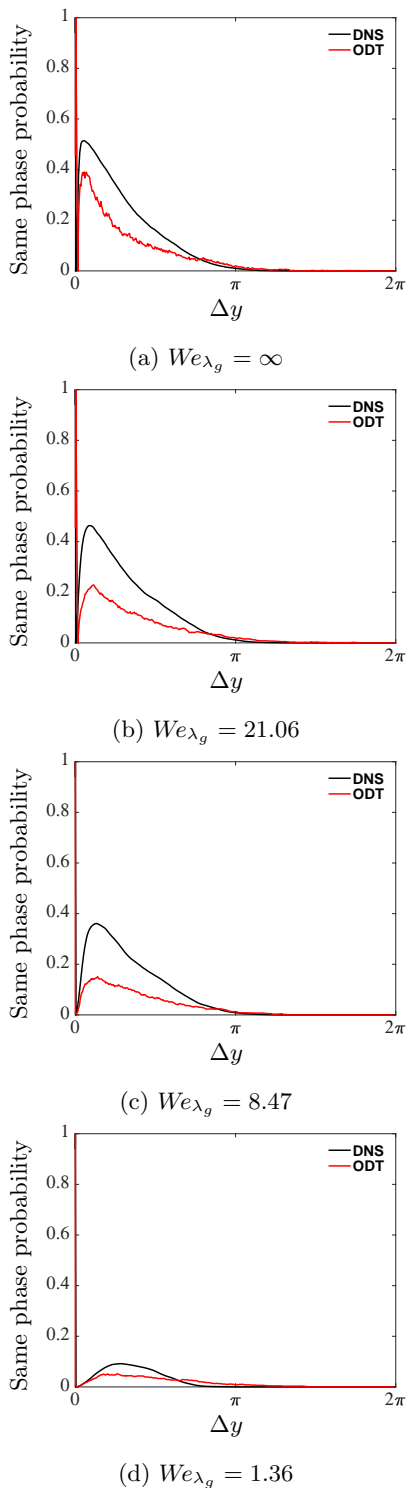 1
DNS
ODT
0.8
0.6
0.4
0.2
0
0
π
2π
Same phase probability
Δy
(a) We_{λ_g} = ∞
1
DNS
ODT
0.8
0.6
0.4
0.2
0
0
π
2π
Same phase probability
Δy
(b) We_{λ_g} = 21.06
1
DNS
ODT
0.8
0.6
0.4
0.2
0
0
π
2π
Same phase probability
Δy
(c) We_{λ_g} = 8.47
1
DNS
ODT
0.8
0.6
0.4
0.2
0
0
π
2π
Same phase probability
Δy
(d) We_{λ_g} = 1.36